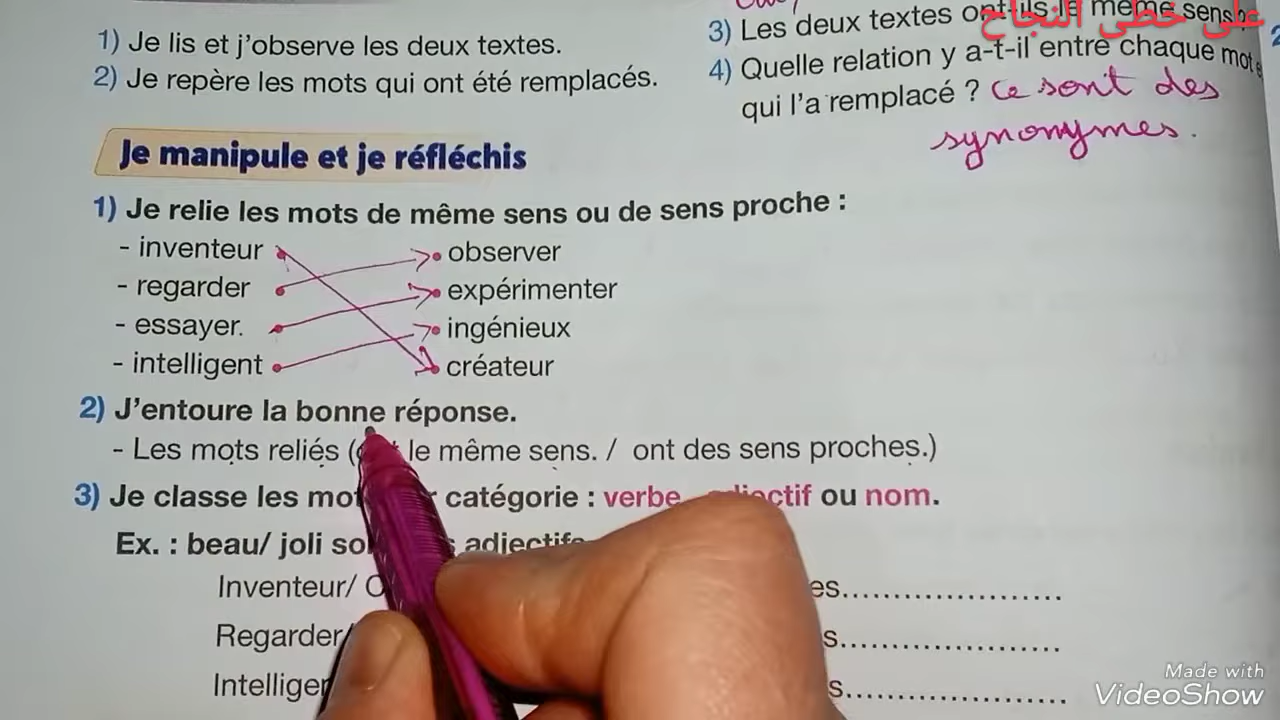 1) Je lis et j'observe les deux textes.
2) Je repère les mots qui ont été remplacés.
3) Les deux textes ont-ils le même sens
4) Quelle relation y a-t-il entre chaque mot
qui l'a remplacé ? Ce sont des
synonymes.
على خطى النجاح
Je manipule et je réfléchis
1) Je relie les mots de même sens ou de sens proche :
- inventeur observer
- regarder expérimenter
- essayer. ingénieux
- intelligent créateur
2) J'entoure la bonne réponse.
- Les mots reliés ( le même sens. / ont des sens proches.)
3) Je classe les catégorie : verbe adjectif ou nom.
Ex. : beau/ joli adjectifs
Inventeur/
Regarder/
Made with
VideoShow